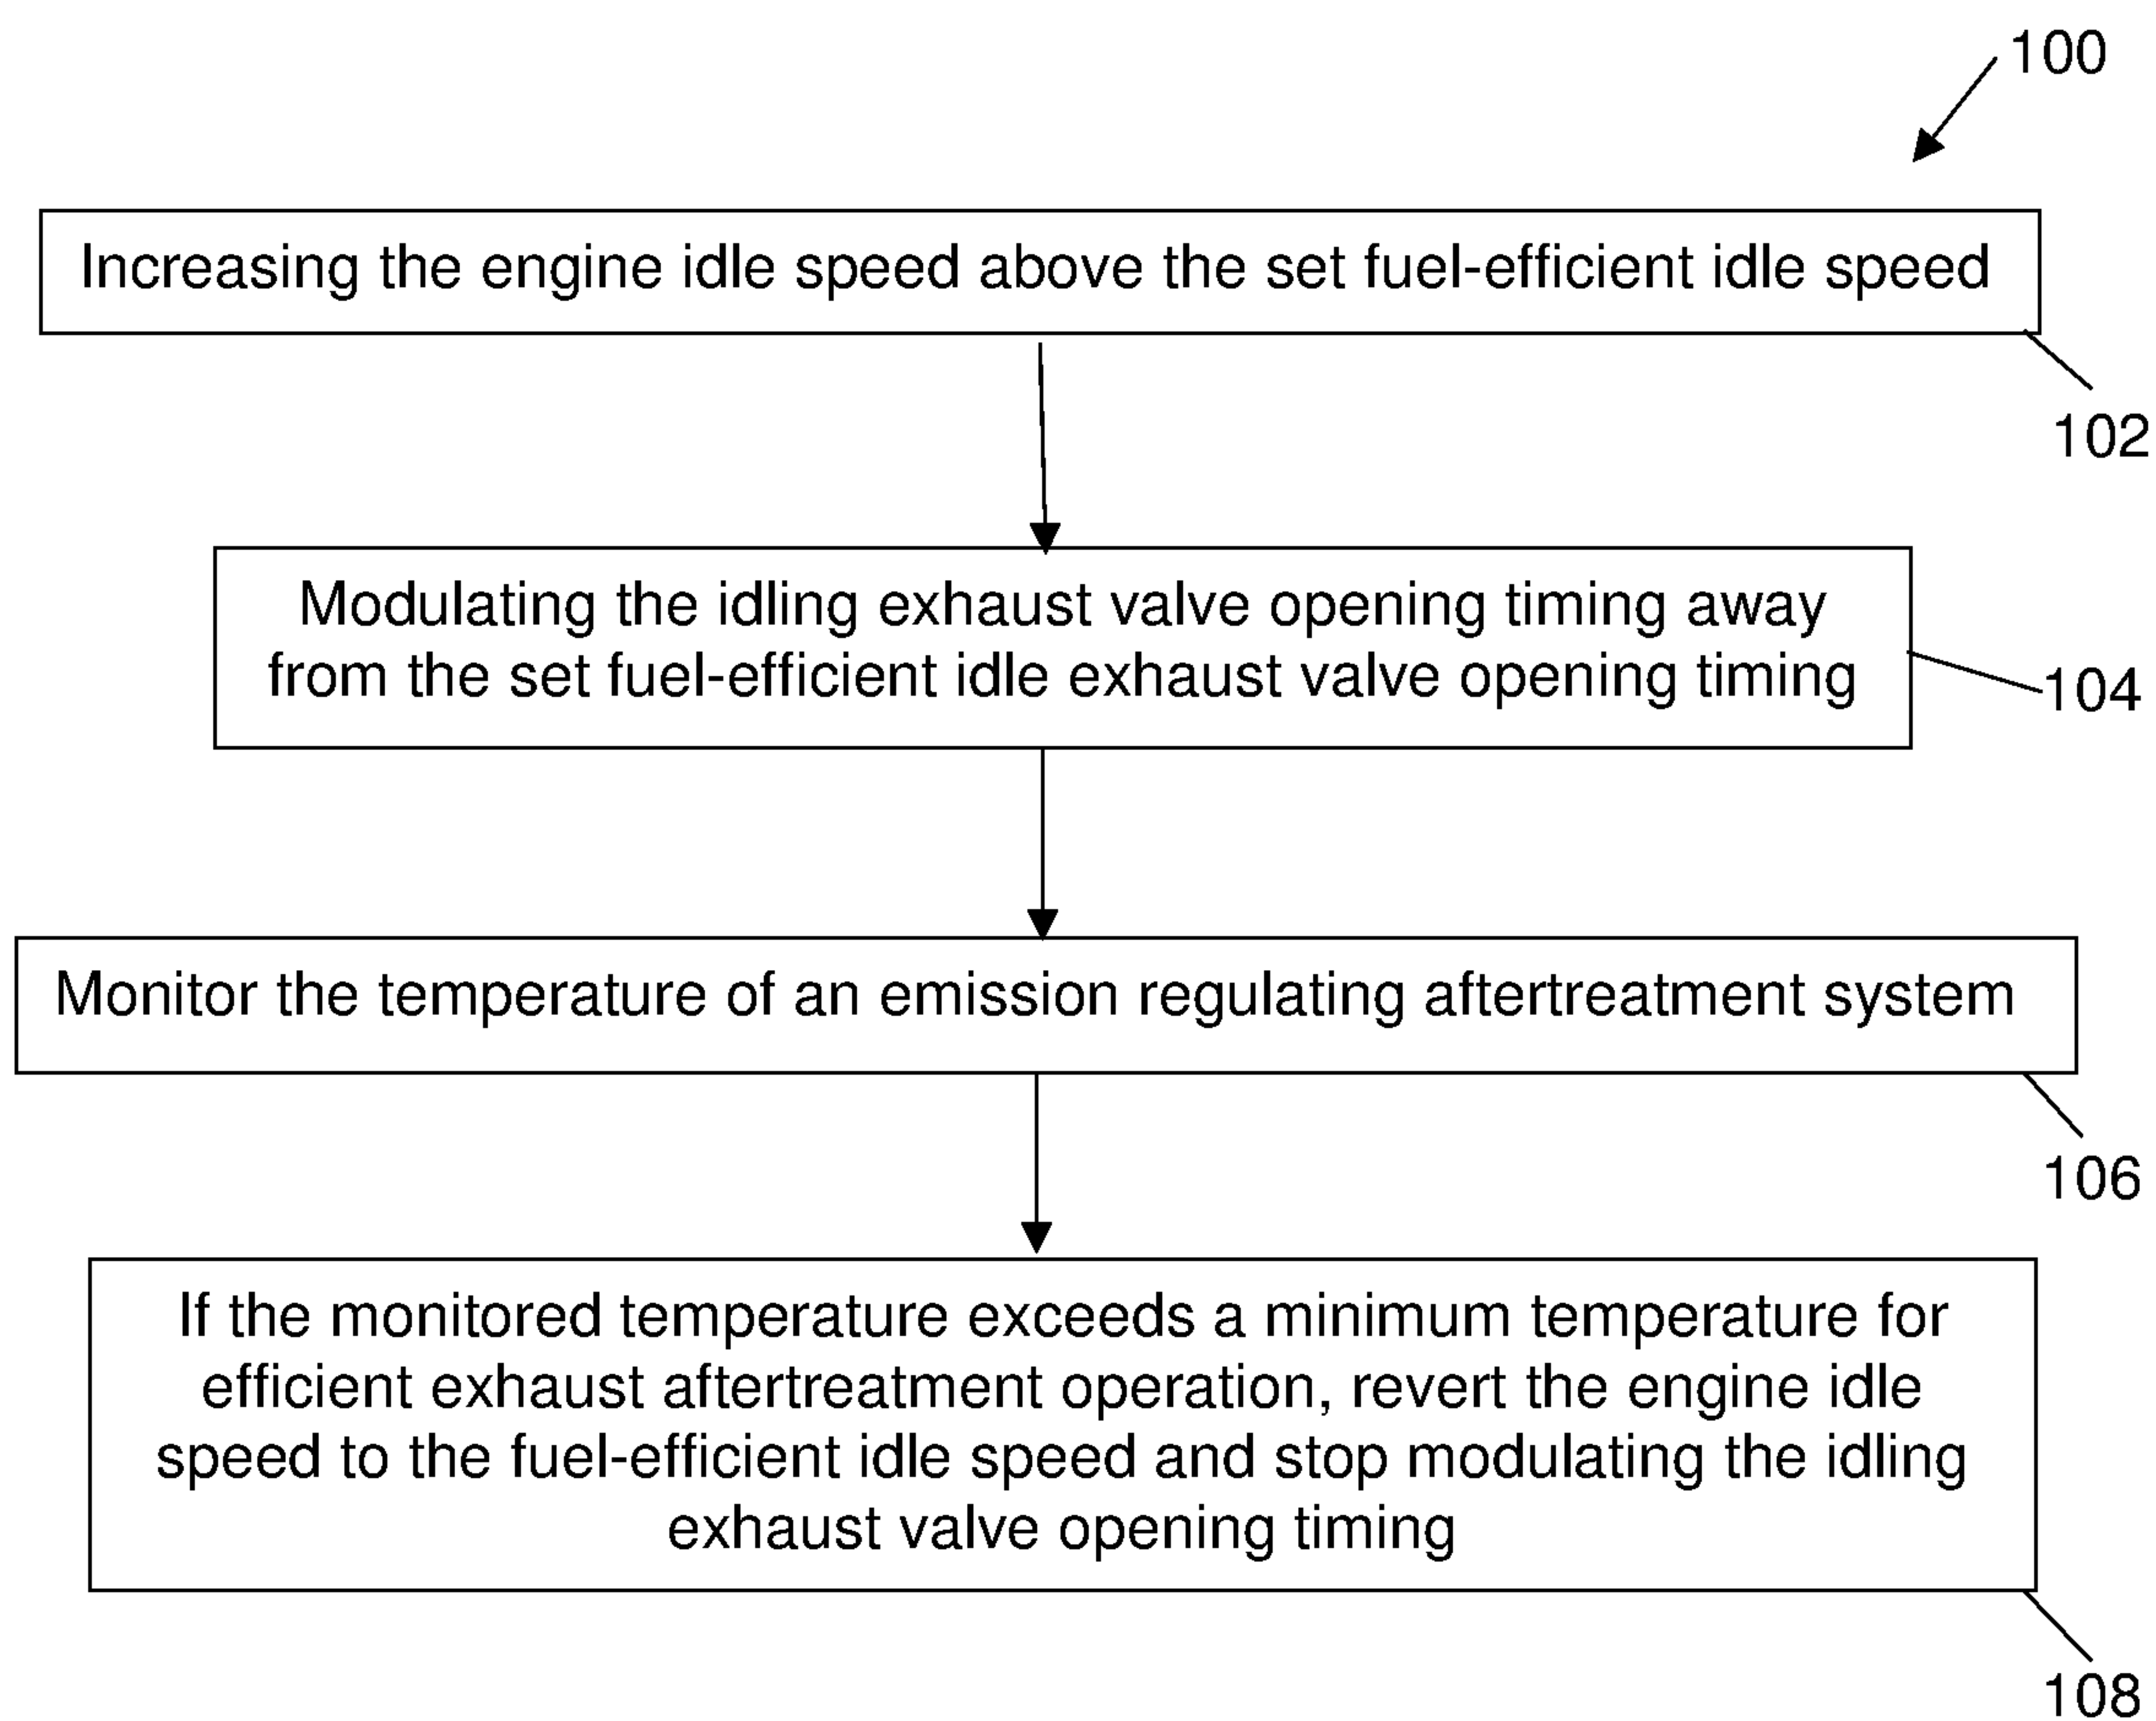 100
Increasing the engine idle speed above the set fuel-efficient idle speed
102
Modulating the idling exhaust valve opening timing away
from the set fuel-efficient idle exhaust valve opening timing
104
Monitor the temperature of an emission regulating aftertreatment system
106
If the monitored temperature exceeds a minimum temperature for
efficient exhaust aftertreatment operation, revert the engine idle
speed to the fuel-efficient idle speed and stop modulating the idling
exhaust valve opening timing
108